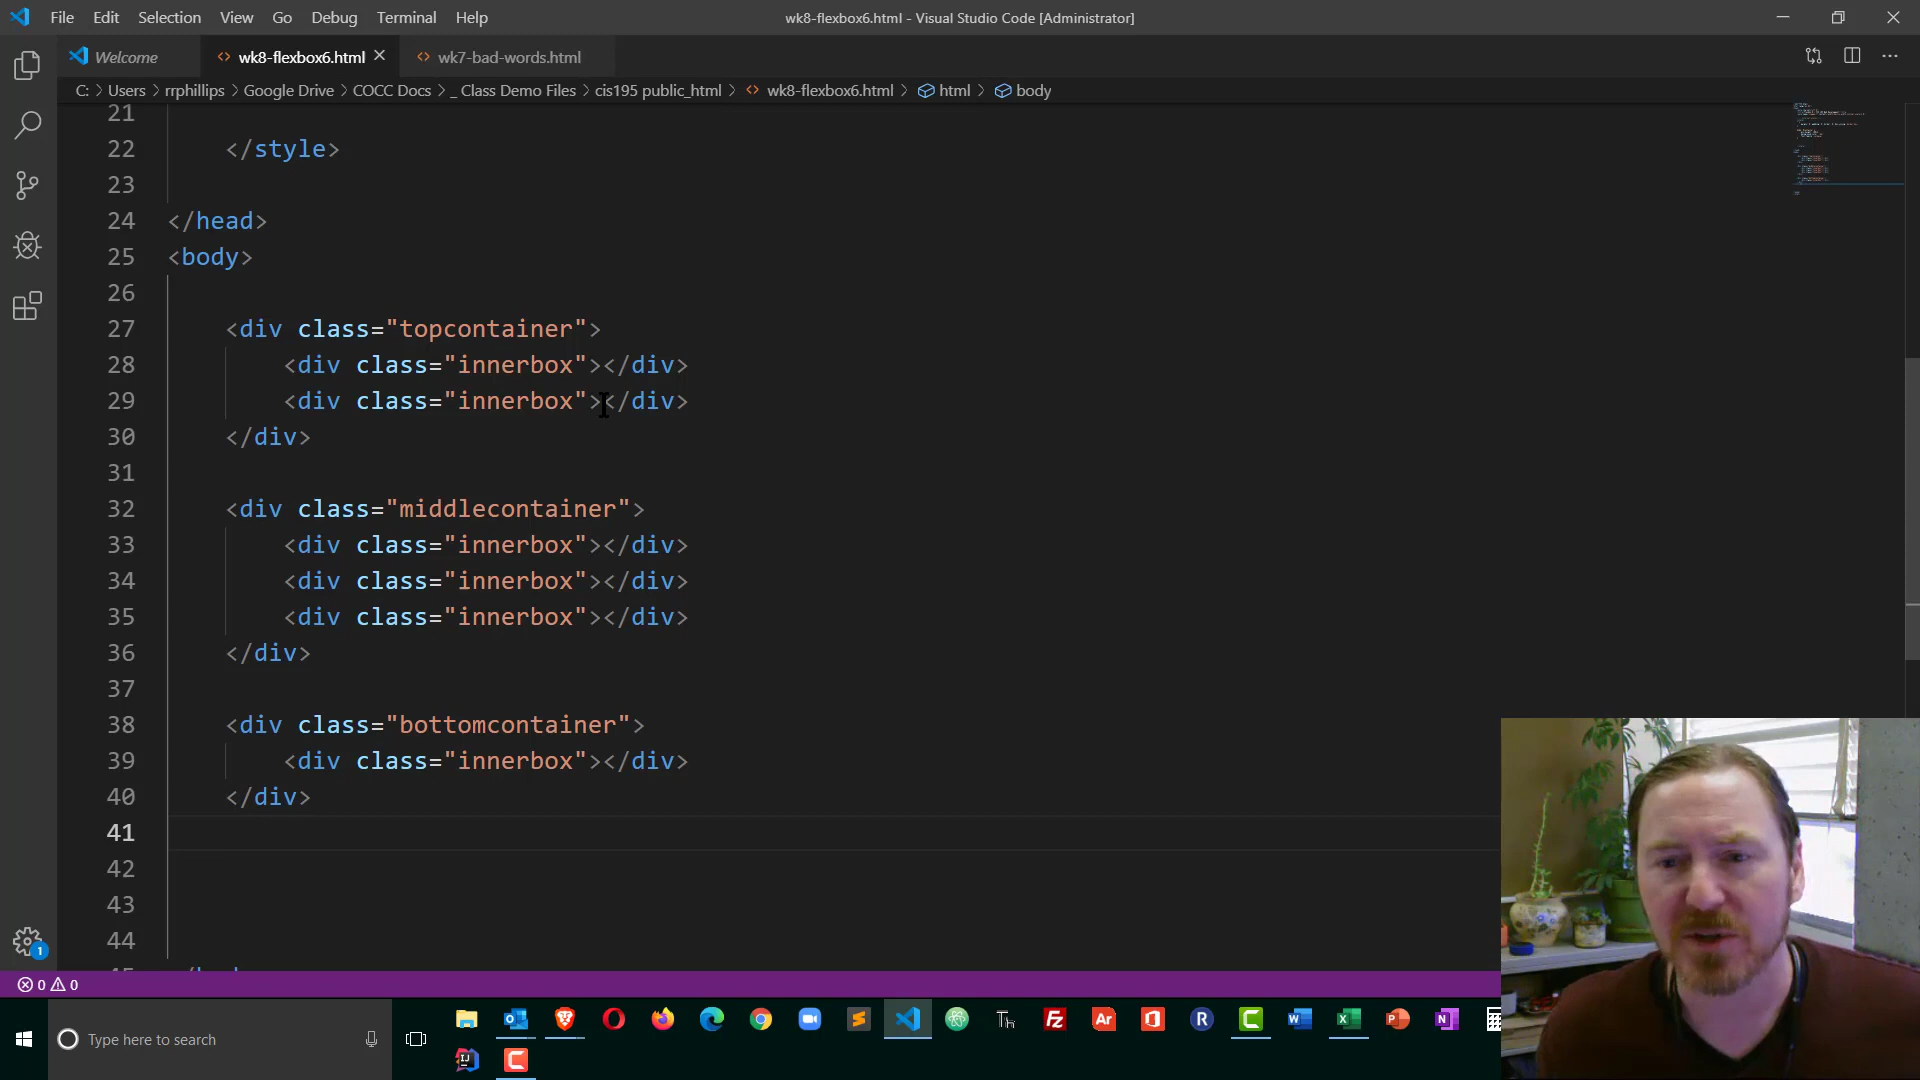 File Edit Selection View Go Debug Terminal Help
wk8-flexbox6.html - Visual Studio Code [Administrator]
Welcome
wk8-flexbox6.html
wk7-bad-words.html
C: > Users > rrphillips > Google Drive > COCC Docs > _ Class Demo Files > cis195 public_html > wk8-flexbox6.html > html > body
21
22 </style>
23
24 </head>
25 <body>
26
27 <div class="topcontainer">
28 <div class="innerbox"></div>
29 <div class="innerbox"></div>
30 </div>
31
32 <div class="middlecontainer">
33 <div class="innerbox"></div>
34 <div class="innerbox"></div>
35 <div class="innerbox"></div>
36 </div>
37
38 <div class="bottomcontainer">
39 <div class="innerbox"></div>
40 </div>
41
42
43
44
1
0 0
Type here to search